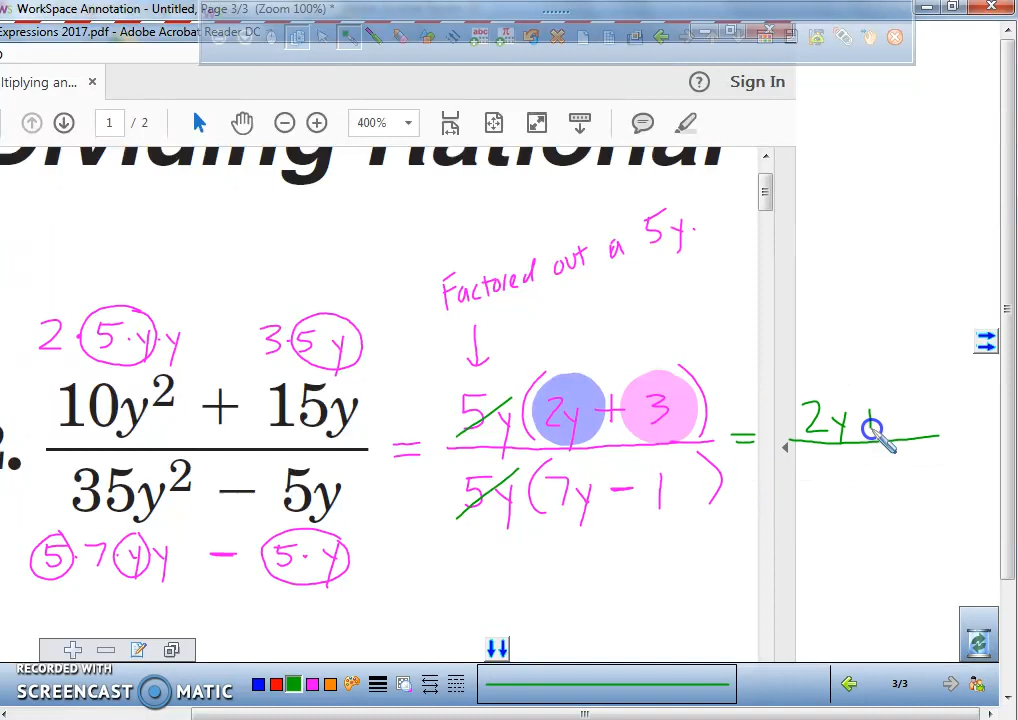 WorkSpace Annotation - Untitled, Page 3/3 (Zoom 100%) *
Expressions 2017.pdf - Adobe Acrobat Reader DC
ltiplying an... ×
? Sign In
1 / 2
400%
Dividing Rational
Factored out a 5y.
2·5·y·y 3·5 y
10y² + 15y
35y² - 5y
= 5y(2y + 3)
5y(7y - 1) =
2y +
5·7·y y - 5·y
RECORDED WITH
SCREENCAST MATIC
3/3